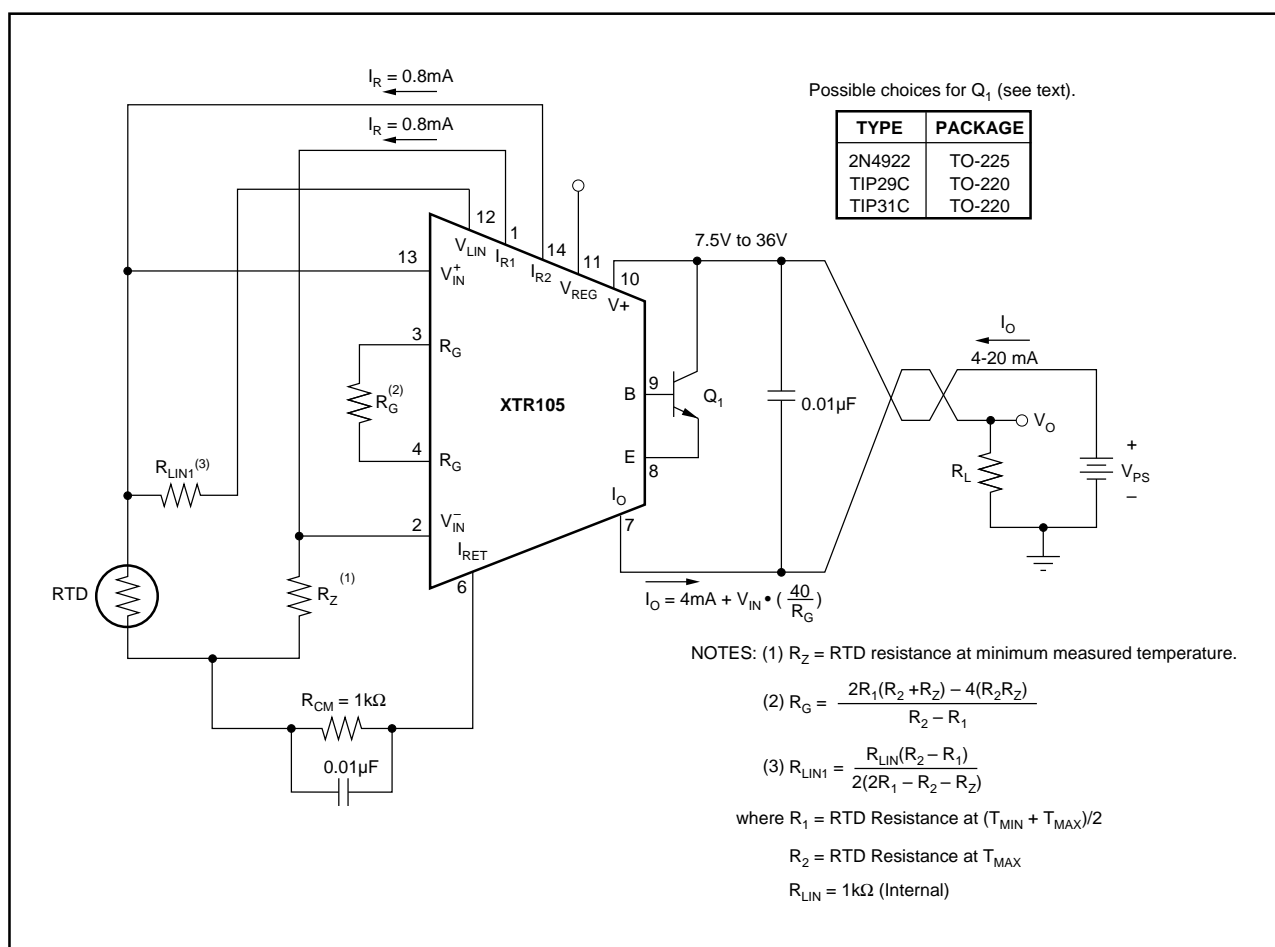 I_R = 0.8mA
I_R = 0.8mA
Possible choices for Q_1 (see text).
TYPE PACKAGE
2N4922 TO-225
TIP29C TO-220
TIP31C TO-220
12
V_LIN
1
I_R1
14
I_R2
11
V_REG
10
V+
7.5V to 36V
13
V_IN^+
3
R_G
R_G^(2)
4
R_G
XTR105
B
9
Q_1
E
8
0.01µF
I_O
4-20 mA
V_O
R_L
+
V_PS
–
R_LIN1^(3)
2
V_IN^–
I_RET
6
I_O
7
RTD
R_Z^(1)
I_O = 4mA + V_IN • (40/R_G)
R_CM = 1kΩ
0.01µF
NOTES: (1) R_Z = RTD resistance at minimum measured temperature.
(2) R_G = 2R_1(R_2 +R_Z) – 4(R_2R_Z)
R_2 – R_1
(3) R_LIN1 = R_LIN(R_2 – R_1)
2(2R_1 – R_2 – R_Z)
where R_1 = RTD Resistance at (T_MIN + T_MAX)/2
R_2 = RTD Resistance at T_MAX
R_LIN = 1kΩ (Internal)